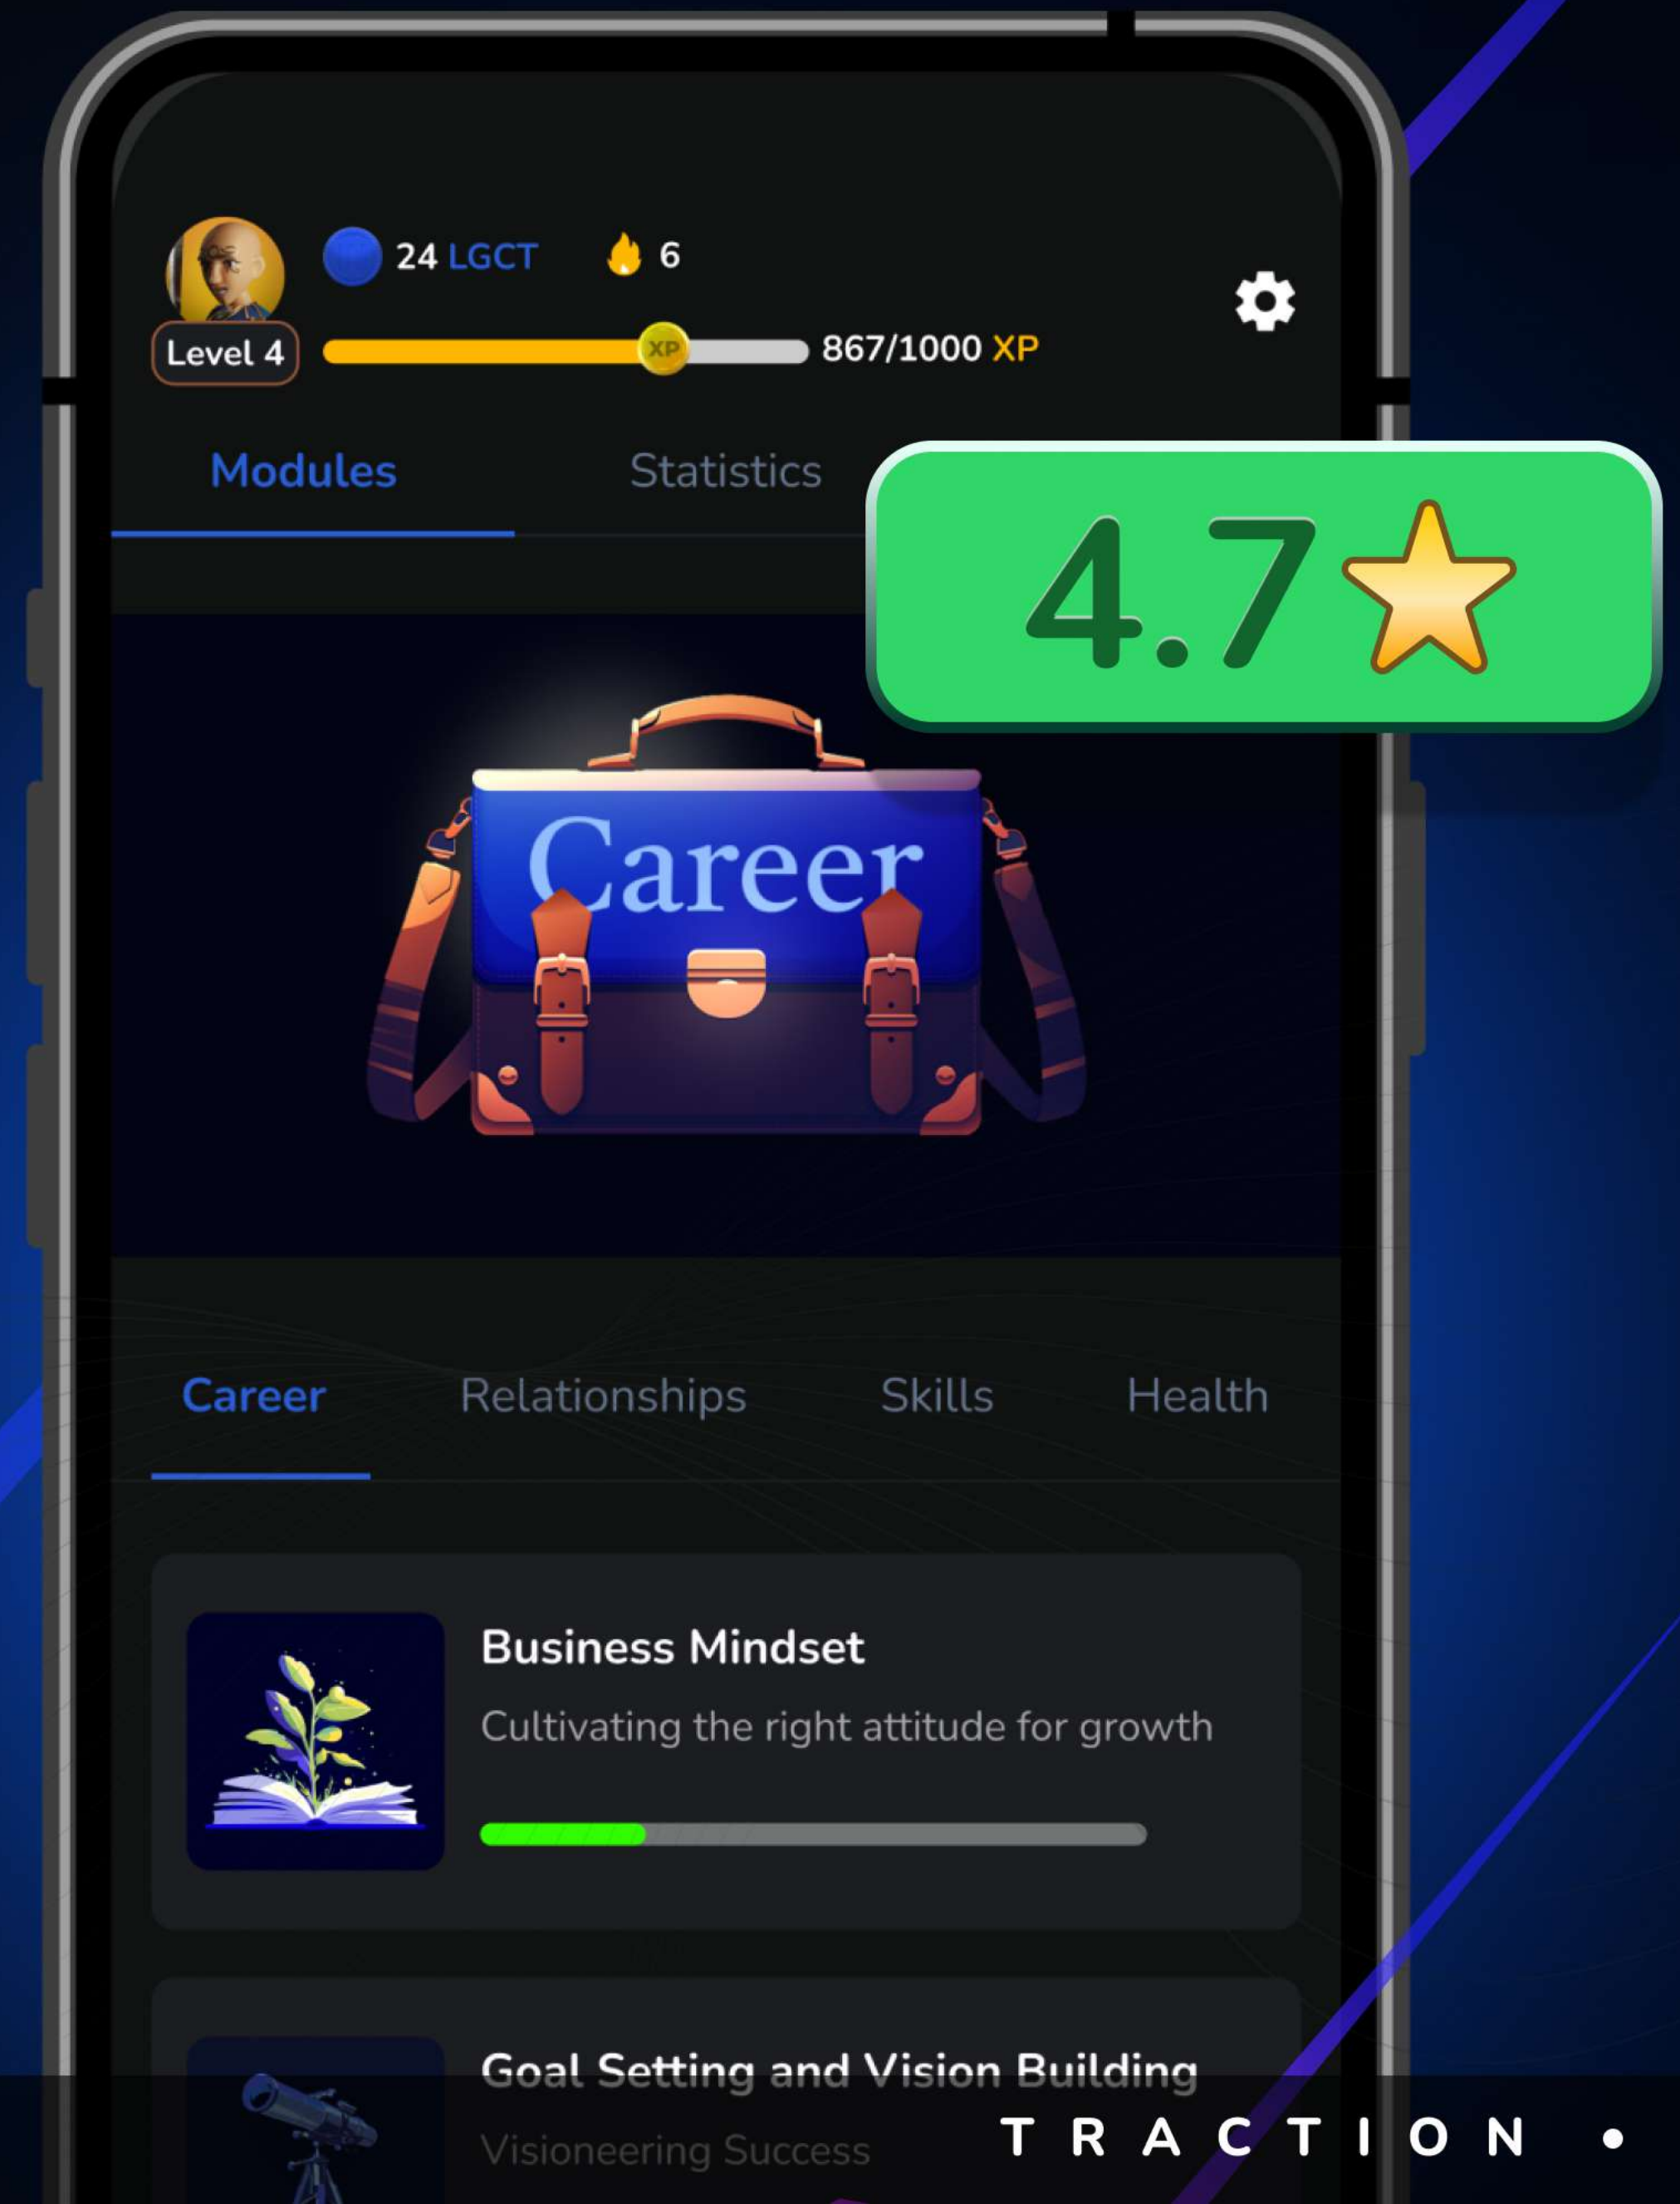 24 LGCT 6
Level 4 XP 867/1000 XP
Modules Statistics
4.7
Career
Career Relationships Skills Health
Business Mindset
Cultivating the right attitude for growth
Goal Setting and Vision Building
Visioneering Success
TRACTION •